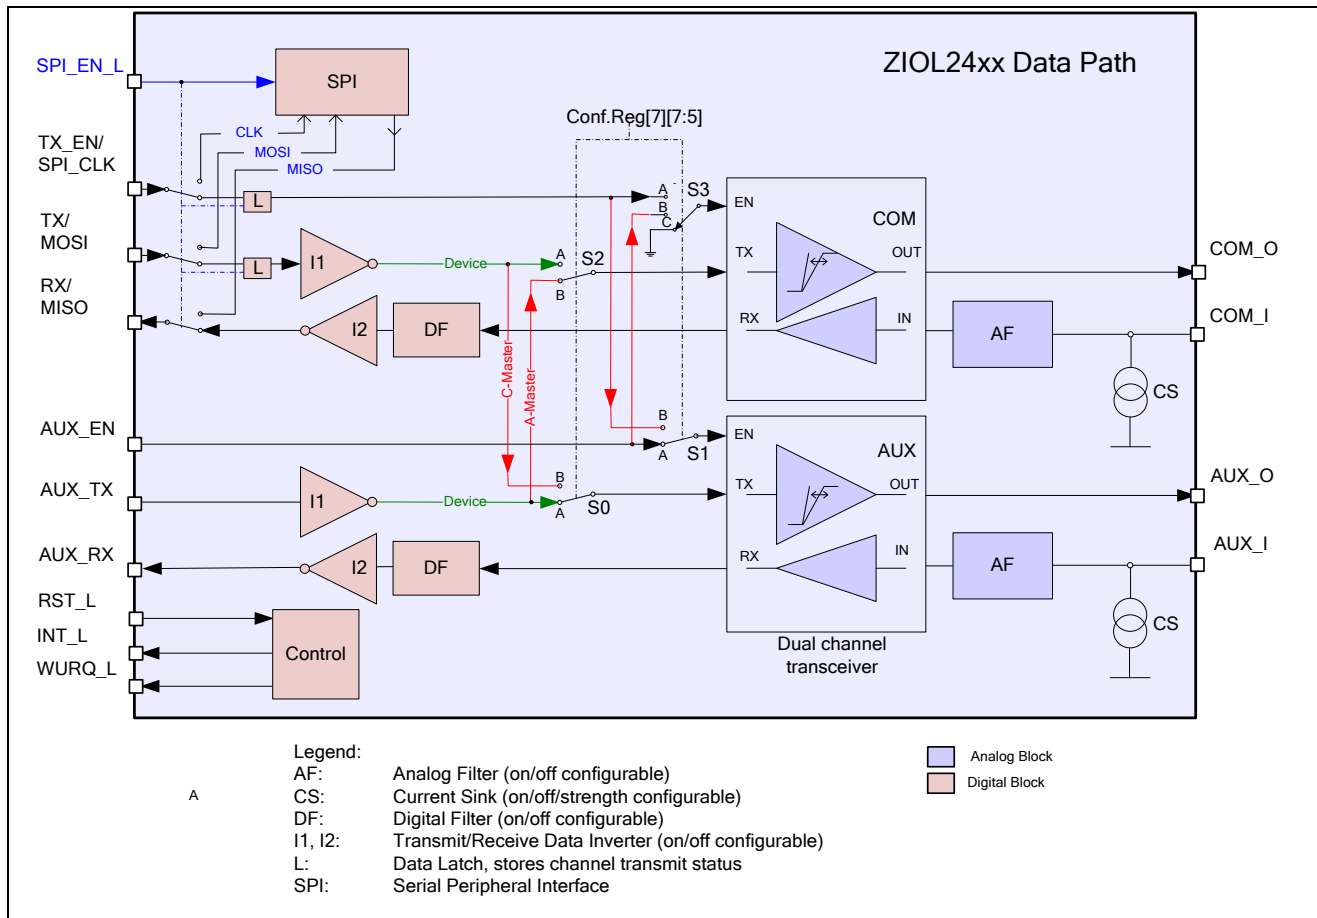 ZIOL24xx Data Path
SPI_EN_L
SPI
Conf.Reg[7][7:5]
TX_EN/
SPI_CLK
CLK
MOSI
MISO
L
A
B
C
S3
EN
COM
TX/
MOSI
L
I1
Device
A
B
S2
TX
OUT
COM_O
RX/
MISO
I2
DF
RX
IN
AF
COM_I
CS
C-Master
A-Master
AUX_EN
B
A
S1
EN
AUX
AUX_TX
I1
Device
B
A
S0
TX
OUT
AUX_O
AUX_RX
I2
DF
RX
IN
AF
AUX_I
CS
RST_L
INT_L
WURQ_L
Control
Dual channel
transceiver
Legend:
AF: Analog Filter (on/off configurable)
A
CS: Current Sink (on/off/strength configurable)
DF: Digital Filter (on/off configurable)
I1, I2: Transmit/Receive Data Inverter (on/off configurable)
L: Data Latch, stores channel transmit status
SPI: Serial Peripheral Interface
Analog Block
Digital Block